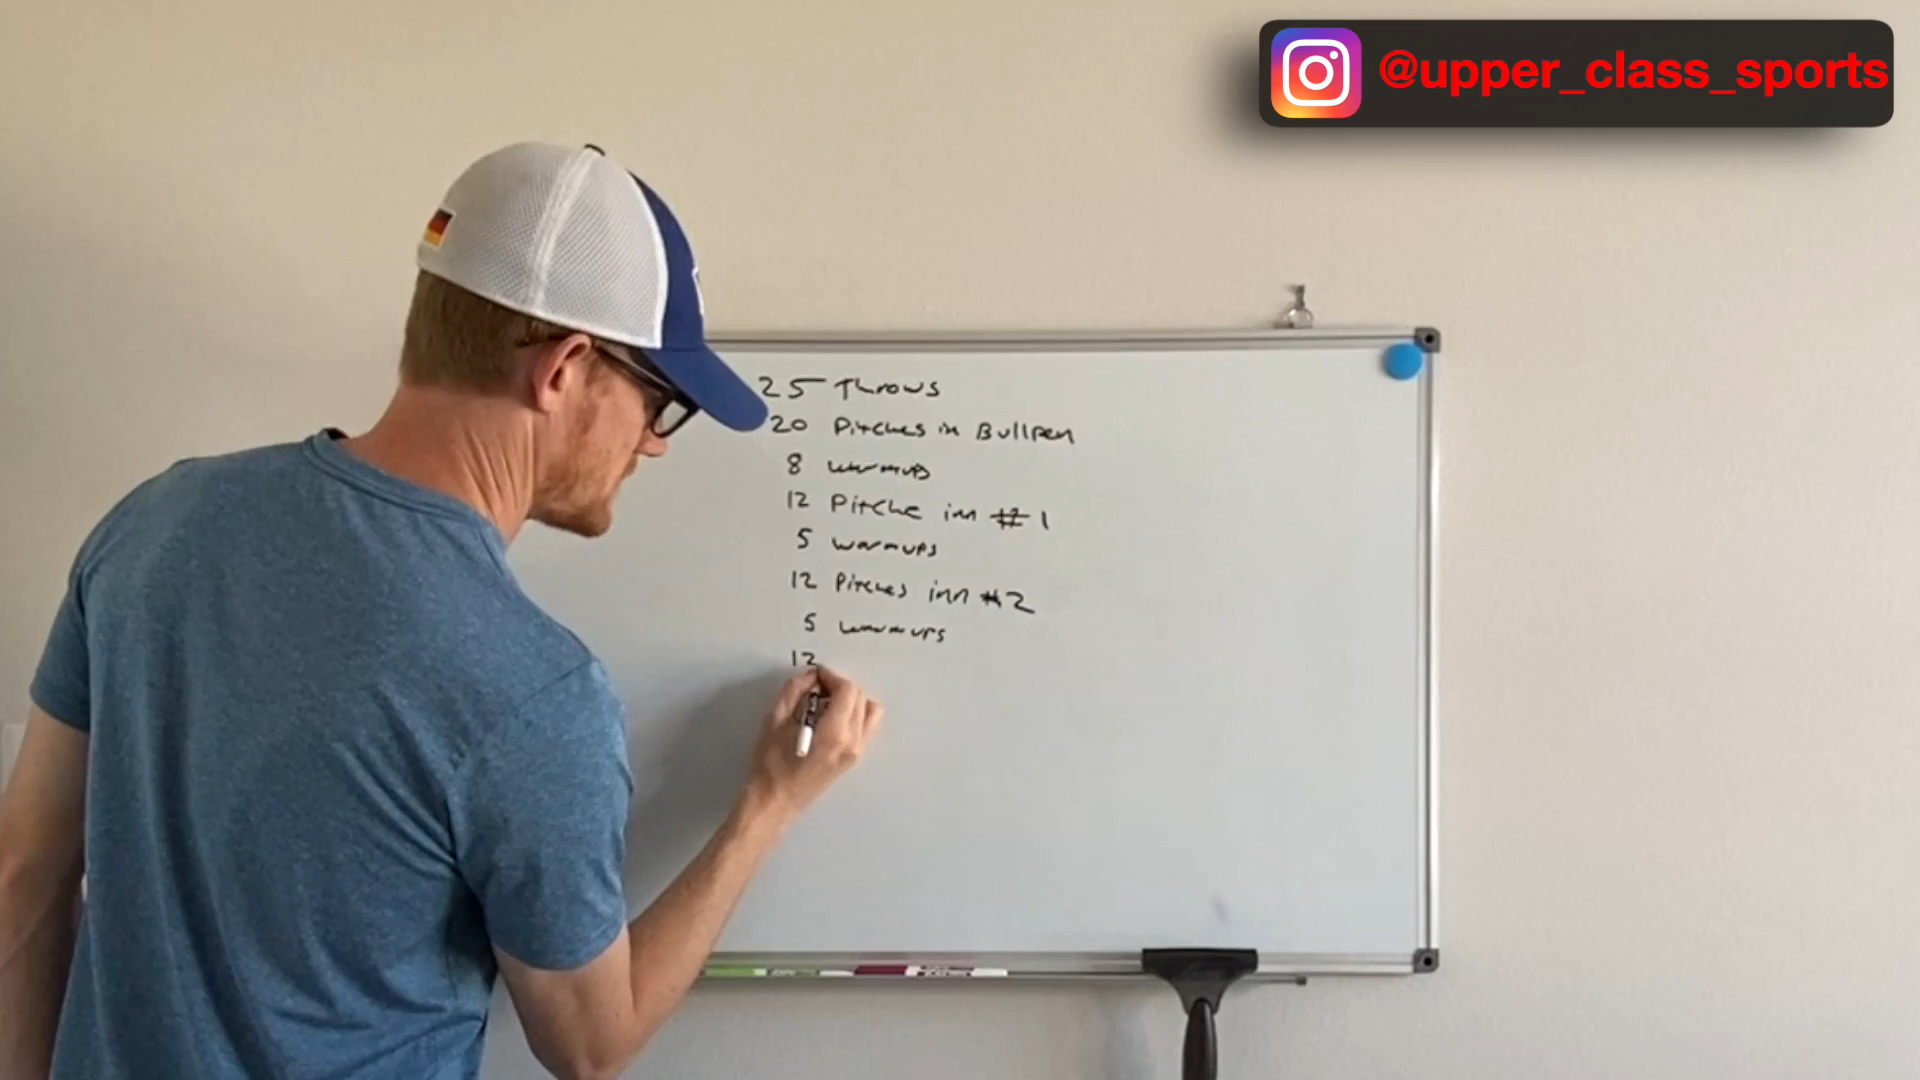 @upper_class_sports
25 Throws
20 Pitches in Bullpen
8 warmups
12 Pitche inn #1
5 warmups
12 Pitches inn #2
5 warmups
12